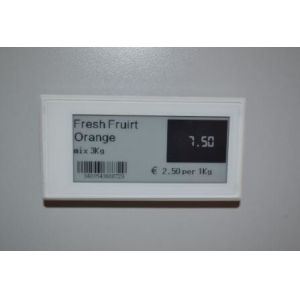 Fresh Fruirt
Orange
7.50
mix 3Kg
€ 2.50 per 1Kg